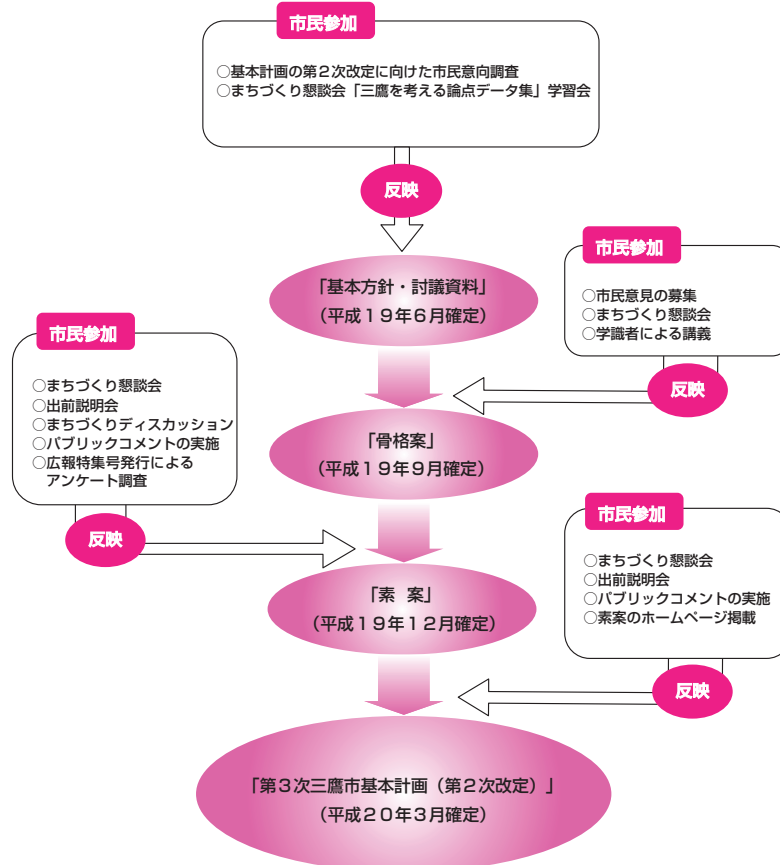 市民参加
○基本計画の第２次改定に向けた市民意向調査
○まちづくり懇談会「三鷹を考える論点データ集」学習会
反映
「基本方針・討議資料」
（平成１９年６月確定）
市民参加
○市民意見の募集
○まちづくり懇談会
○学識者による講義
反映
市民参加
○まちづくり懇談会
○出前説明会
○まちづくりディスカッション
○パブリックコメントの実施
○広報特集号発行による
アンケート調査
反映
「骨格案」
（平成１９年９月確定）
市民参加
○まちづくり懇談会
○出前説明会
○パブリックコメントの実施
○素案のホームページ掲載
反映
「素 案」
（平成１９年１２月確定）
「第３次三鷹市基本計画（第２次改定）」
（平成２０年３月確定）